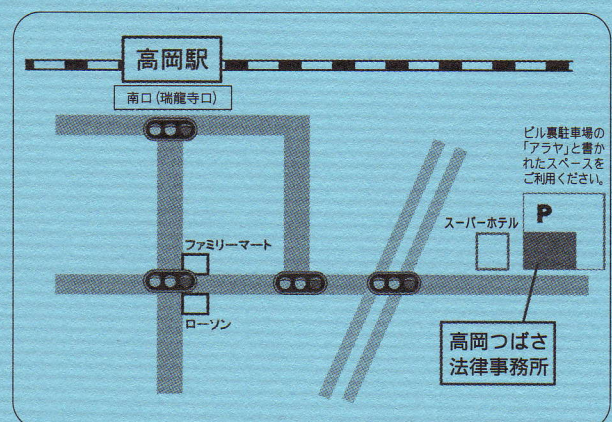 高岡駅
南口(瑞龍寺口)
ビル裏駐車場の
「アラヤ」と書か
れたスペースを
ご利用ください。
P
スーパーホテル
ファミリーマート
ローソン
高岡つばさ
法律事務所